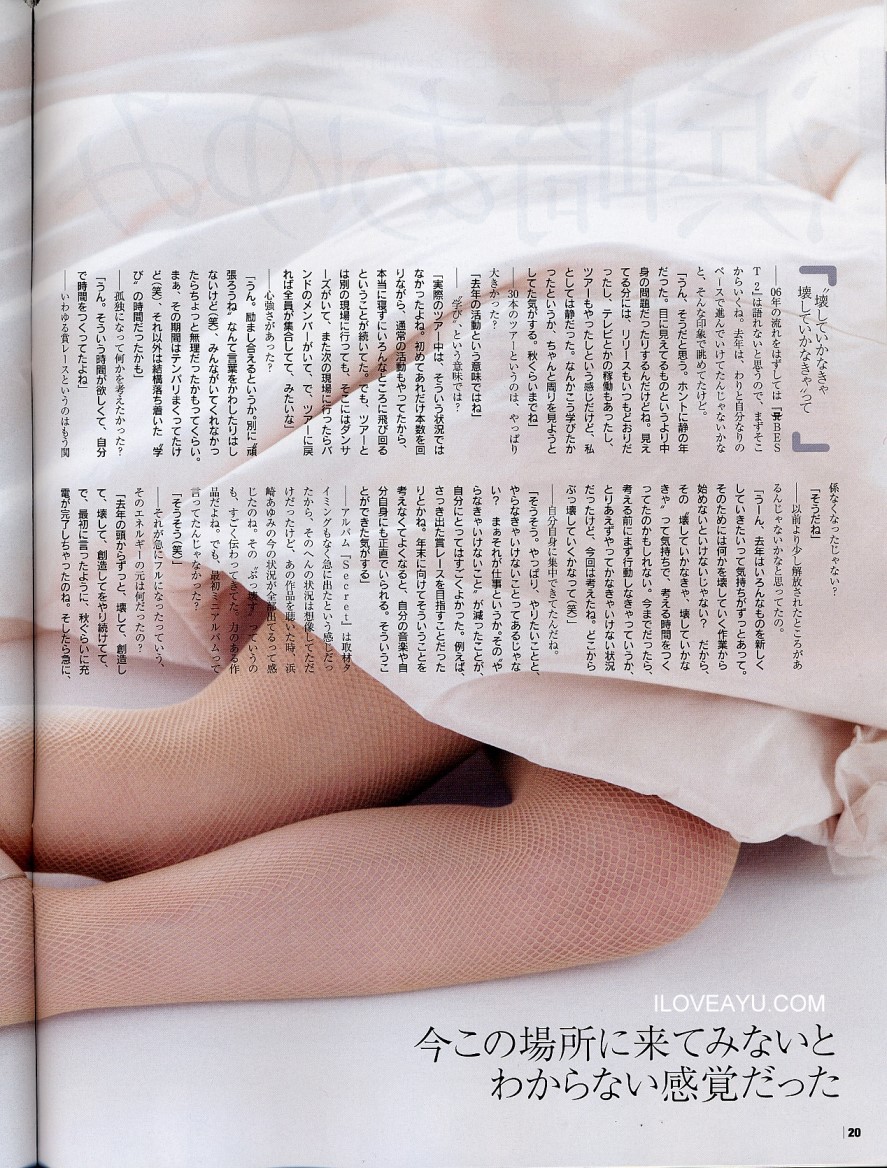 『“壊していかなきゃ
壊していかなきゃ”って』
――06年の流れをはずしては『A BES
T 2』は語れないと思うので、まずそこ
からいくね。去年は、わりと自分なりの
ペースで進んでいけてたんじゃないかな
と、そんな印象で眺めてたけど。
「うん、そうだと思う。ホントに静の年
だった。目に見えてるものというより中
身の問題だったりするんだけどね。見え
てる分には、リリースもいつもどおりだ
ったし、テレビとかの稼働もあったし、
ツアーもやったしという感じだけど、私
としては静だった。なんかこう学びたか
ったというか、ちゃんと周りを見ようと
してた気がする。秋くらいまでね」
――30本のツアーというのは、やっぱり
大きかった？
「去年の活動という意味ではね」
――“学び”、という意味では？
「実際のツアー中は、そういう状況では
なかったよね。初めてあれだけ本数を回
りながら、通常の活動もやってたから、
本当に寝ずにいろんなところに飛び回る
ということが続いてた。でも、ツアーと
は別の現場に行っても、そこにはダンサ
ーズがいて、また次の現場に行ったらバ
ンドのメンバーがいて、で、ツアーに戻
れば全員が集合してて、みたいな」
――心強さがあった？
「うん。励まし合えるというか。別に“頑
張ろうね”なんて言葉をかわしたりはし
ないけど（笑）、みんながいてくれなかっ
たらちょっと無理だったかもってくらい。
まぁ、その期間はテンパリまくってたけ
ど（笑）、それ以外は結構落ち着いた“学
び”の時間だったかも」
――孤独になって何かを考えたかった？
「うん。そういう時間が欲しくて、自分
で時間をつくってたよね」
――いわゆる賞レースというのはもう関
係なくなったじゃない？
「そうだね」
――以前より少し解放されたところがあ
るんじゃないかなと思ってたの。
「うーん、去年はいろんなものを新しく
していきたいって気持ちがずっとあって。
そのためには何かを壊していく作業から
始めないといけないじゃない？　だから、
その“壊していかなきゃ、壊していかな
きゃ”って気持ちで、考える時間をつく
ってたのかもしれない。今までだったら、
考える前にまず行動しなきゃっていうか、
とりあえずやってかなきゃいけない状況
だったけど、今回は考えたね。どこから
ぶっ壊していくかなって（笑）」
――自分自身に集中できてたんだね。
「そうそう。やっぱり、やりたいことと、
やらなきゃいけないことってあるじゃな
い？　まぁそれが仕事というか。その“や
らなきゃいけないこと”が減ったことが、
自分にとってはすごくよかった。例えば、
さっき出た賞レースを目指すことだった
りとかね。年末に向けてそういうことを
考えなくてよくなると、自分の音楽や自
分自身にも正直でいられる。そういうこ
とができた気がする」
――アルバム『Secret』は取材タ
イミングもなく急に出たという感じだっ
たから、そのへんの状況は想像してただ
けだったけど、あの作品を聴いた時、浜
崎あゆみの今の状況が全部出てるって感
じたのね。その“ぶっ壊す”っていうの
も、すごく伝わってきてた。力のある作
品だよね。でも、最初ミニアルバムって
言ってたんじゃなかった？
「そうそう（笑）」
――それが急にフルになったっていう、
そのエネルギーの元は何だったの？
「去年の頭からずっと、壊して、創造し
て、壊して、創造してをやり続けてて、
で、最初に言ったように、秋ぐらいに充
電が完了しちゃったのね。そしたら急に、
ILOVEAYU.COM
今この場所に来てみないと
わからない感覚だった
20